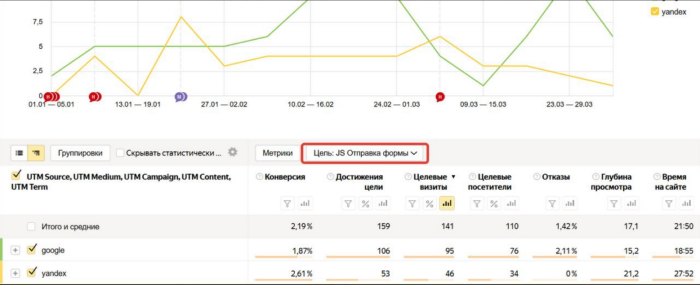 yandex
7,5
5
2,5
0
01.01 — 05.01 13.01 — 19.01 27.01 — 02.02 10.02 — 16.02 24.02 — 01.03 09.03 — 15.03 23.03 — 29.03
Группировки Скрывать статистически ... Метрики Цель: JS Отправка формы
UTM Source, UTM Medium, UTM Campaign, UTM Content, UTM Term Конверсия Достижения цели Целевые визиты Целевые посетители Отказы Глубина просмотра Время на сайте
Итого и средние 2,19 % 159 141 110 1,42 % 17,1 21:50
google 1,87% 106 95 76 2,11 % 15,2 18:55
yandex 2,61 % 53 46 34 0 % 21,2 27:52